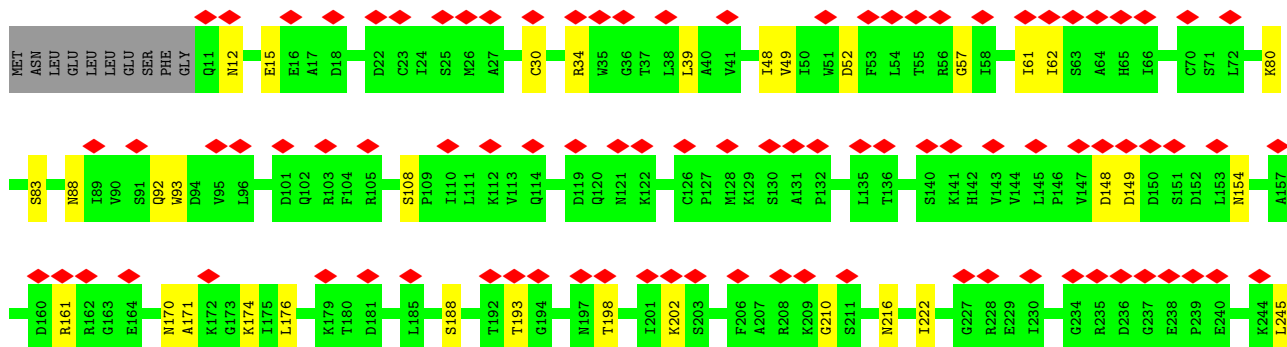 MET ASN LEU GLU LEU LEU GLU SER PHE GLY Q11 N12 E15 E16 A17 D18 D22 C23 I24 S25 M26 A27 C30 R34 W35 G36 T37 L38 L39 A40 V41 I48 V49 I50 W51 D52 F53 L54 T55 R56 G57 I58 I61 I62 S63 A64 H65 I66 C70 S71 L72 K80
S83 N88 I89 V90 S91 Q92 W93 D94 V95 L96 D101 Q102 R103 F104 R105 S108 P109 I110 L111 K112 V113 Q114 D119 Q120 N121 K122 C126 P127 M128 K129 S130 A131 P132 L135 T136 S140 K141 H142 V143 V144 L145 P146 V147 D148 D149 D150 S151 D152 L153 N154 A157
D160 R161 R162 G163 E164 N170 A171 K172 G173 K174 I175 L176 K179 T180 D181 L185 S188 T192 T193 G194 N197 T198 I201 K202 S203 F206 A207 R208 K209 G210 S211 N216 I222 G227 R228 E229 I230 G234 R235 D236 G237 E238 P239 E240 K244 L245